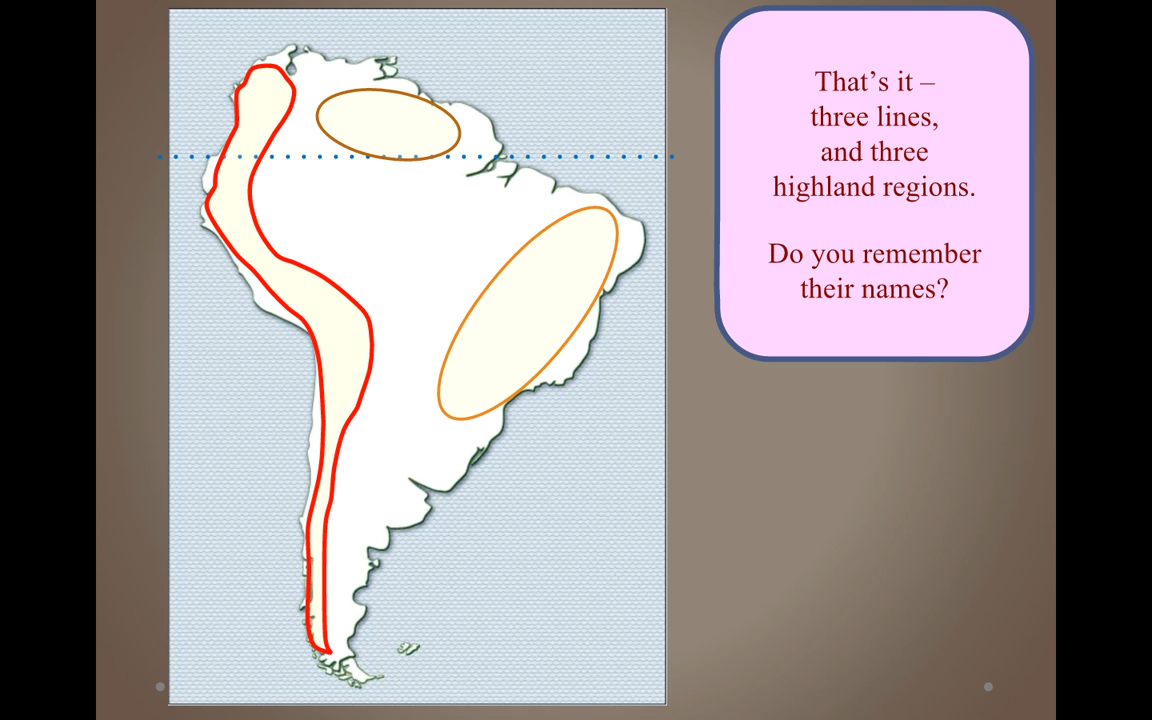 That’s it –
three lines,
and three
highland regions.
Do you remember
their names?